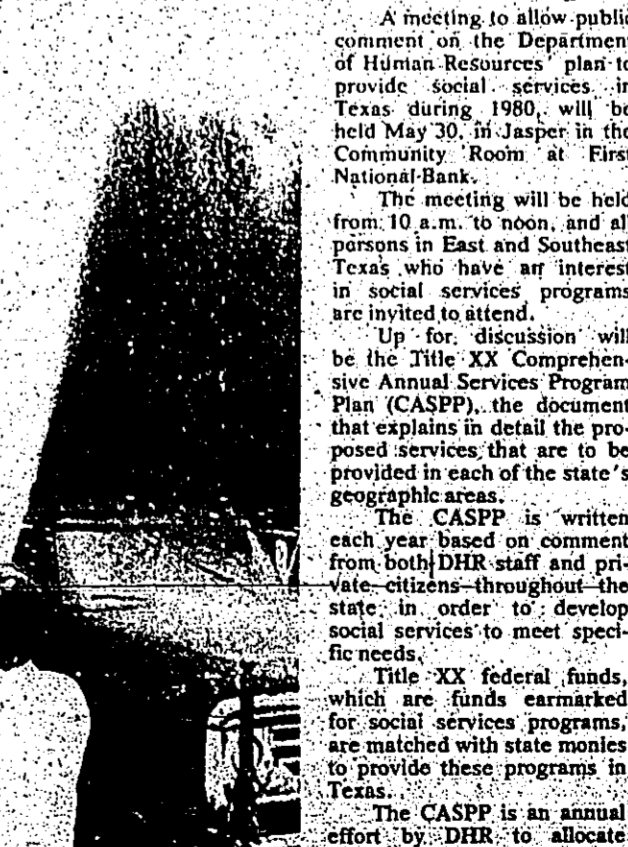 A meeting to allow public
comment on the Department
of Human Resources' plan to
provide social services in
Texas during 1980, will be
held May 30, in Jasper in the
Community Room at First
National Bank.
The meeting will be held
from 10 a.m. to noon, and all
persons in East and Southeast
Texas who have an interest
in social services programs
are invited to attend.
Up for discussion will
be the Title XX Comprehen-
sive Annual Services Program
Plan (CASPP), the document
that explains in detail the pro-
posed services that are to be
provided in each of the state's
geographic areas.
The CASPP is written
each year based on comment
from both DHR staff and pri-
vate citizens throughout the
state in order to develop
social services to meet speci-
fic needs.
Title XX federal funds,
which are funds earmarked
for social services programs,
are matched with state monies
to provide these programs in
Texas.
The CASPP is an annual
effort by DHR to allocate